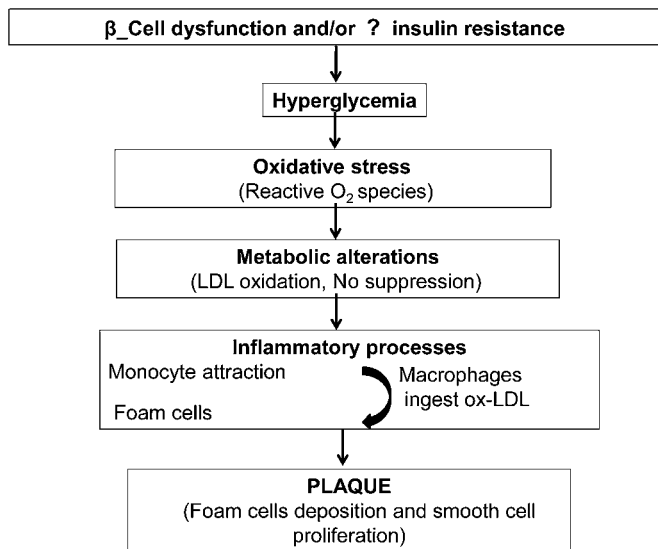 β_Cell dysfunction and/or ? insulin resistance
Hyperglycemia
Oxidative stress
(Reactive O₂ species)
Metabolic alterations
(LDL oxidation, No suppression)
Inflammatory processes
Monocyte attraction
Macrophages
ingest ox-LDL
Foam cells
PLAQUE
(Foam cells deposition and smooth cell
proliferation)